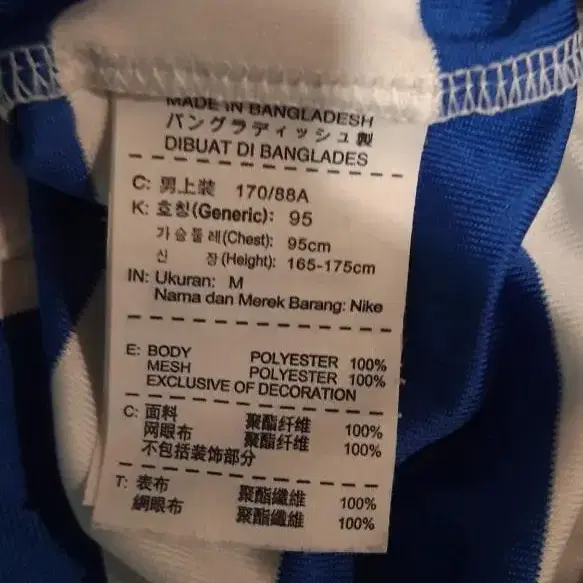 MADE IN BANGLADESH
バングラディッシュ製
DIBUAT DI BANGLADES
C: 男上裝 170/88A
K: 호칭(Generic): 95
가슴둘레(Chest): 95cm
신 장(Height): 165-175cm
IN: Ukuran: M
Nama dan Merek Barang: Nike
E: BODY POLYESTER 100%
MESH POLYESTER 100%
EXCLUSIVE OF DECORATION
C: 面料 聚酯纤维 100%
网眼布 聚酯纤维 100%
不包括装饰部分
T: 表布 聚酯纖維 100%
網眼布 聚酯纖維 100%